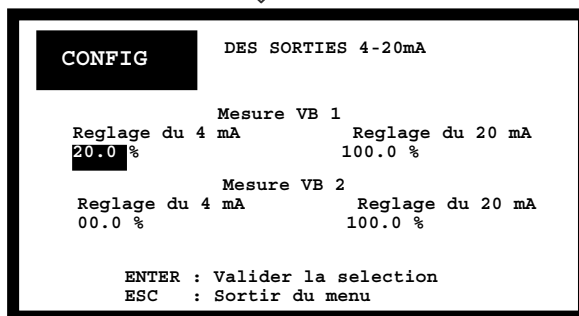 CONFIG DES SORTIES 4-20mA
Mesure VB 1
Reglage du 4 mA Reglage du 20 mA
20.0 % 100.0 %
Mesure VB 2
Reglage du 4 mA Reglage du 20 mA
00.0 % 100.0 %
ENTER : Valider la selection
ESC : Sortir du menu